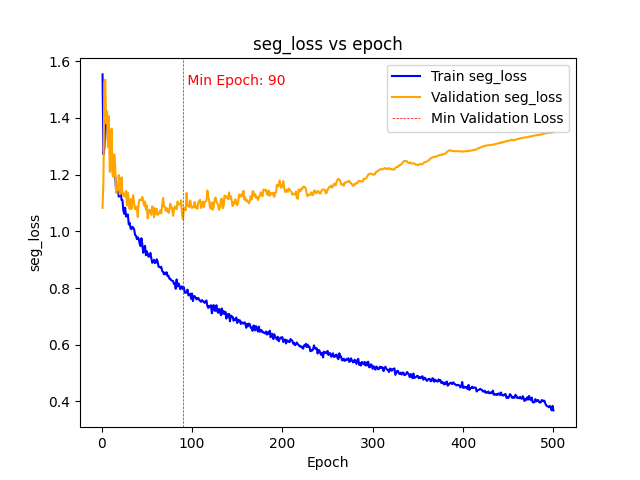 seg_loss vs epoch
1.6
1.4
1.2
1.0
0.8
0.6
0.4
seg_loss
Min Epoch: 90
Train seg_loss
Validation seg_loss
Min Validation Loss
0 100 200 300 400 500
Epoch